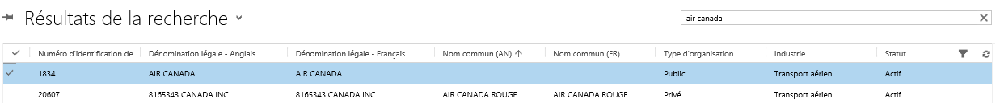 Résultats de la recherche
air canada
Numéro d'identification de... Dénomination légale - Anglais Dénomination légale - Français Nom commun (AN) Nom commun (FR) Type d'organisation Industrie Statut
1834 AIR CANADA AIR CANADA Public Transport aérien Actif
20607 8165343 CANADA INC. 8165343 CANADA INC. AIR CANADA ROUGE AIR CANADA ROUGE Privé Transport aérien Actif